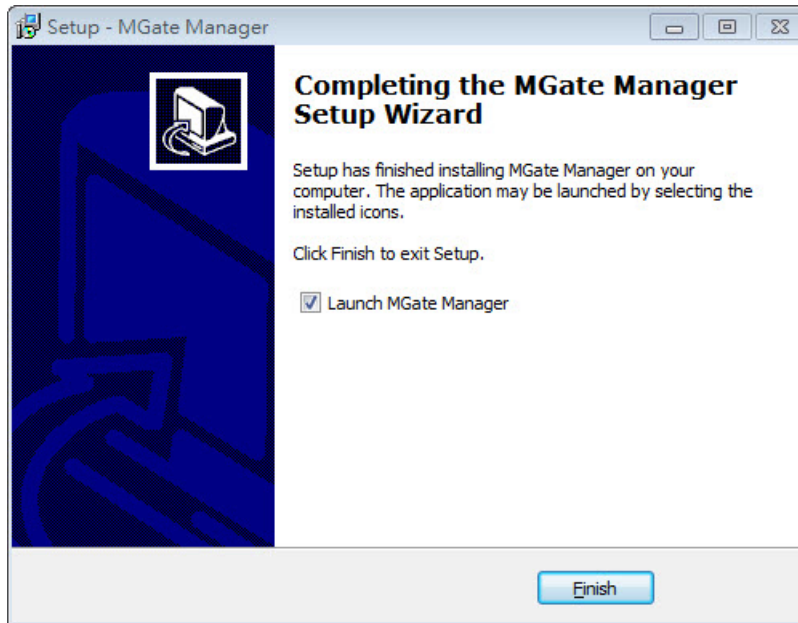 Setup - MGate Manager
Completing the MGate Manager
Setup Wizard
Setup has finished installing MGate Manager on your
computer. The application may be launched by selecting the
installed icons.
Click Finish to exit Setup.
Launch MGate Manager
Finish